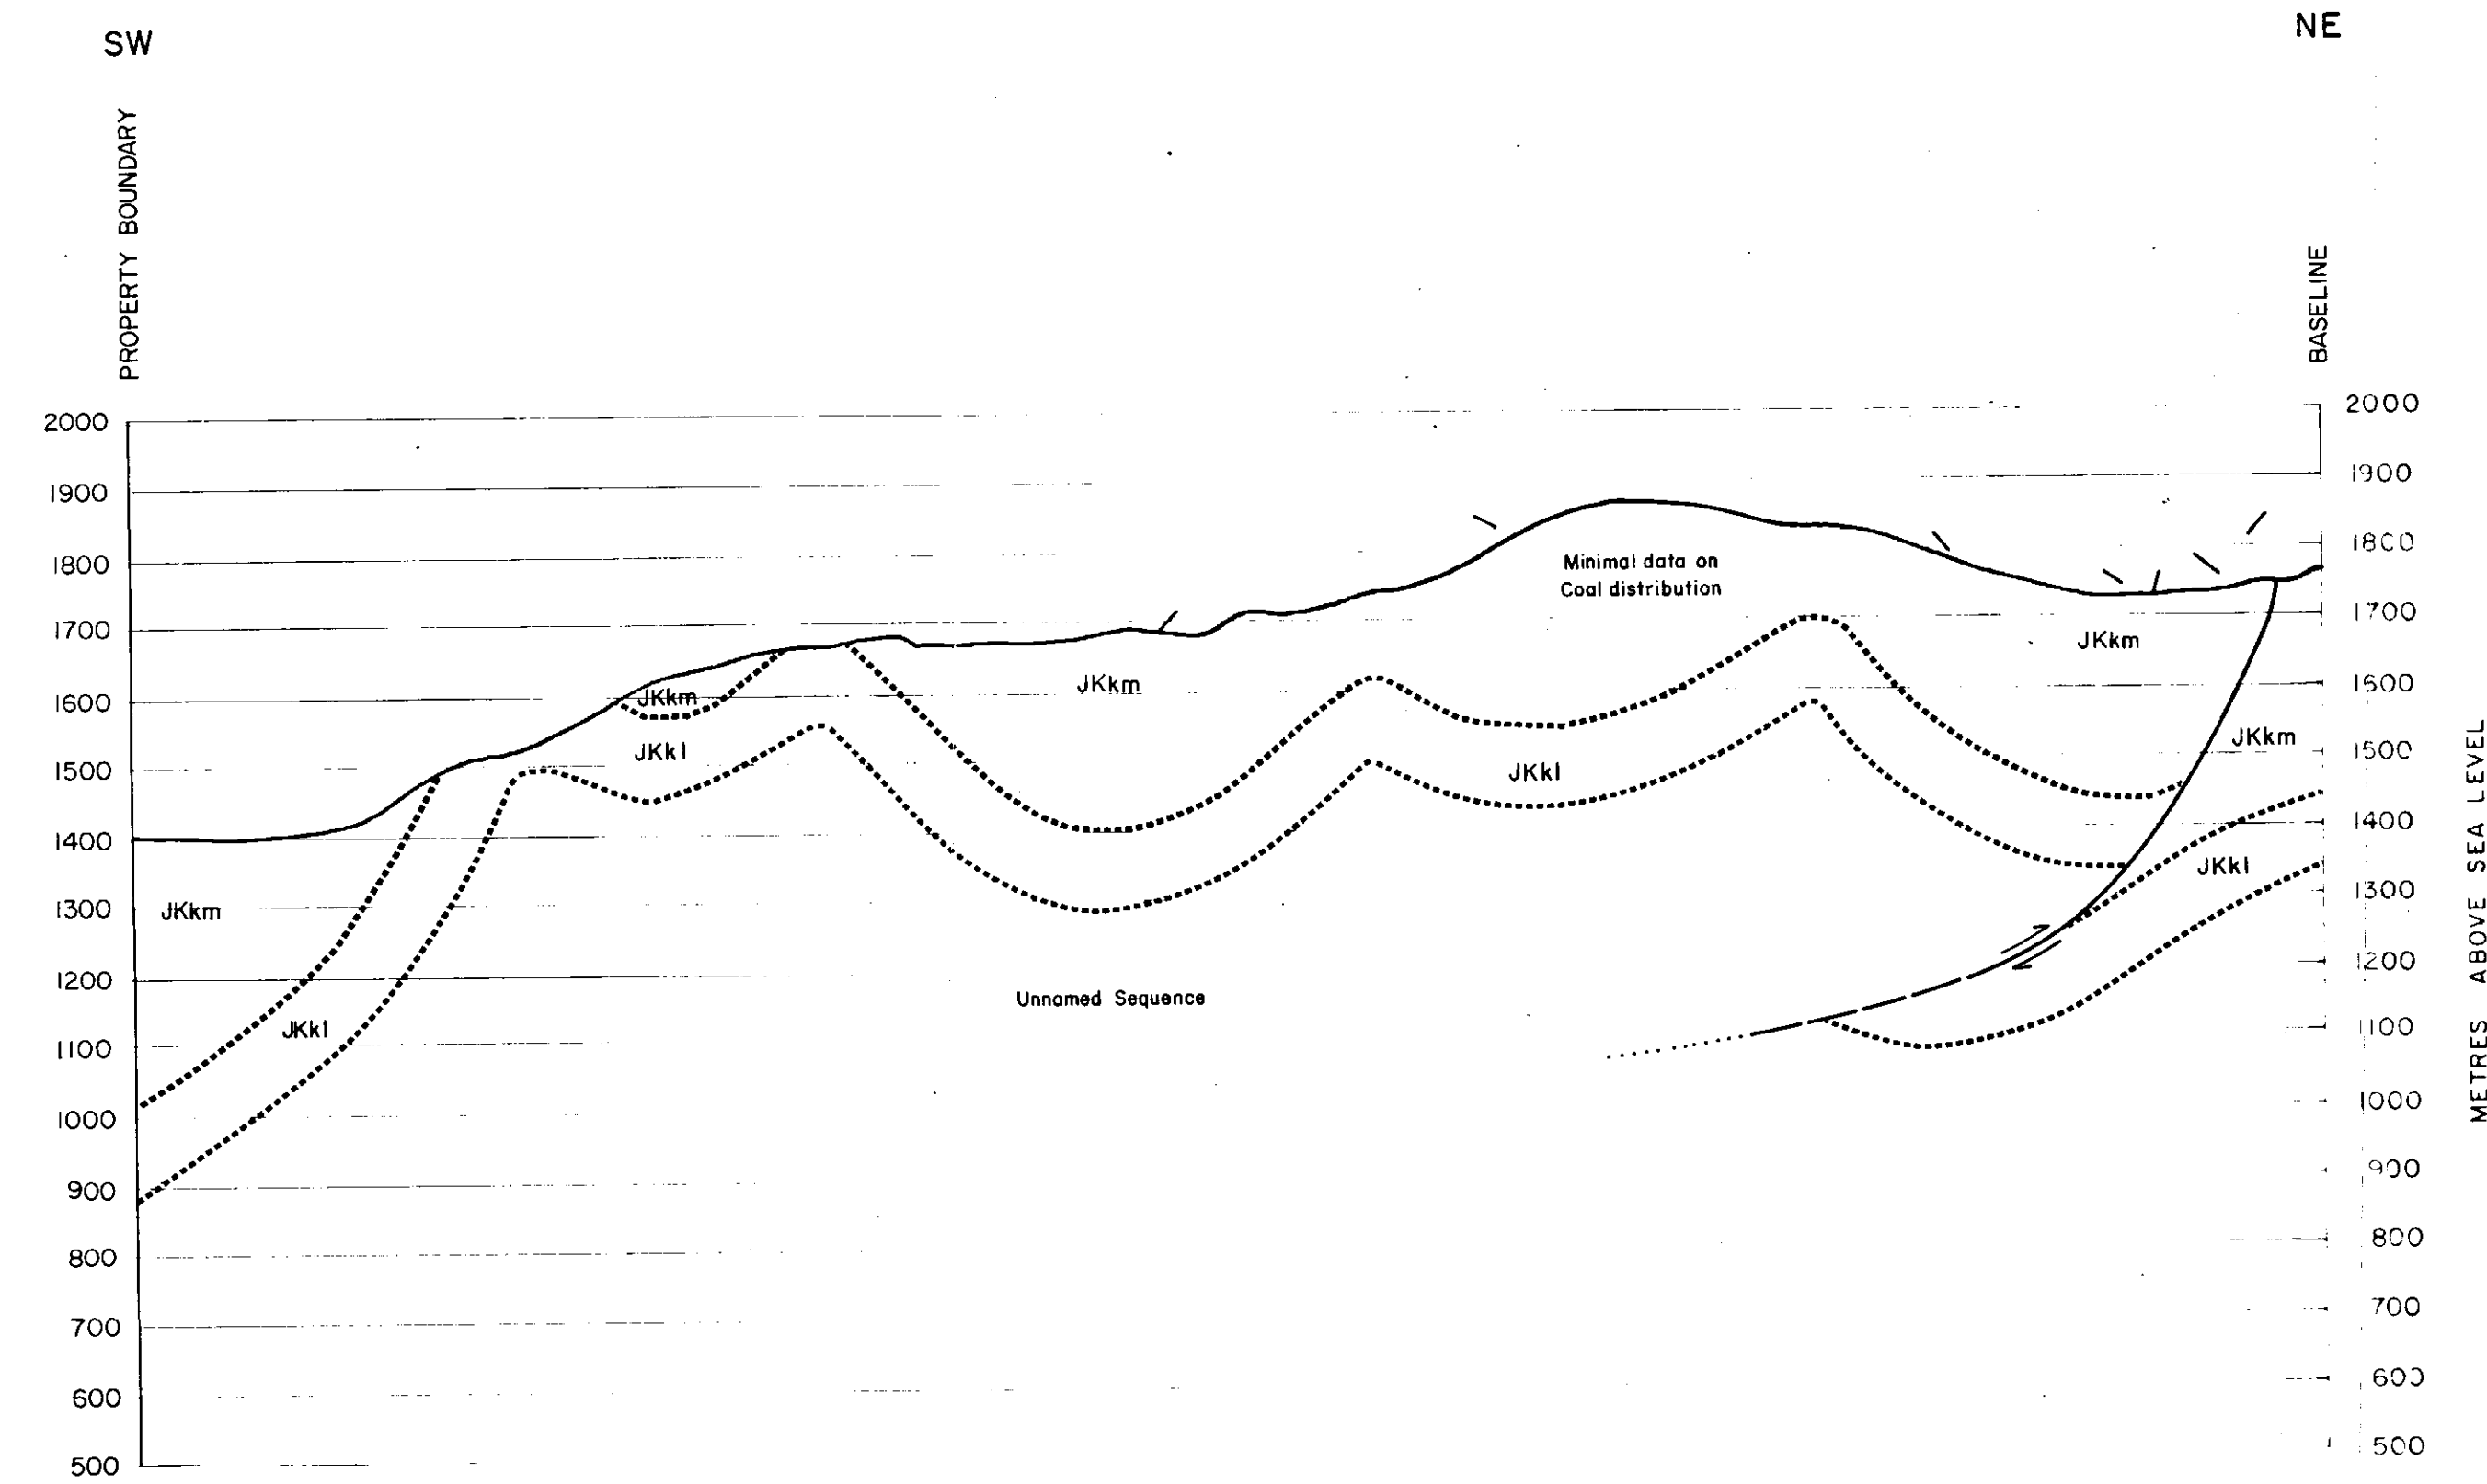 SW
NE
PROPERTY BOUNDARY
BASELINE
2000
1900
1800
1700
1600
1500
1400
1300
1200
1100
1000
900
800
700
600
500
2000
1900
1800
1700
1600
1500
1400
1300
1200
1100
1000
900
800
700
600
500
METRES ABOVE SEA LEVEL
Minimal data on
Coal distribution
JKkm
JKkm
JKkm
JKkl
JKkm
JKkl
JKkl
JKkm
JKkl
Unnamed Sequence